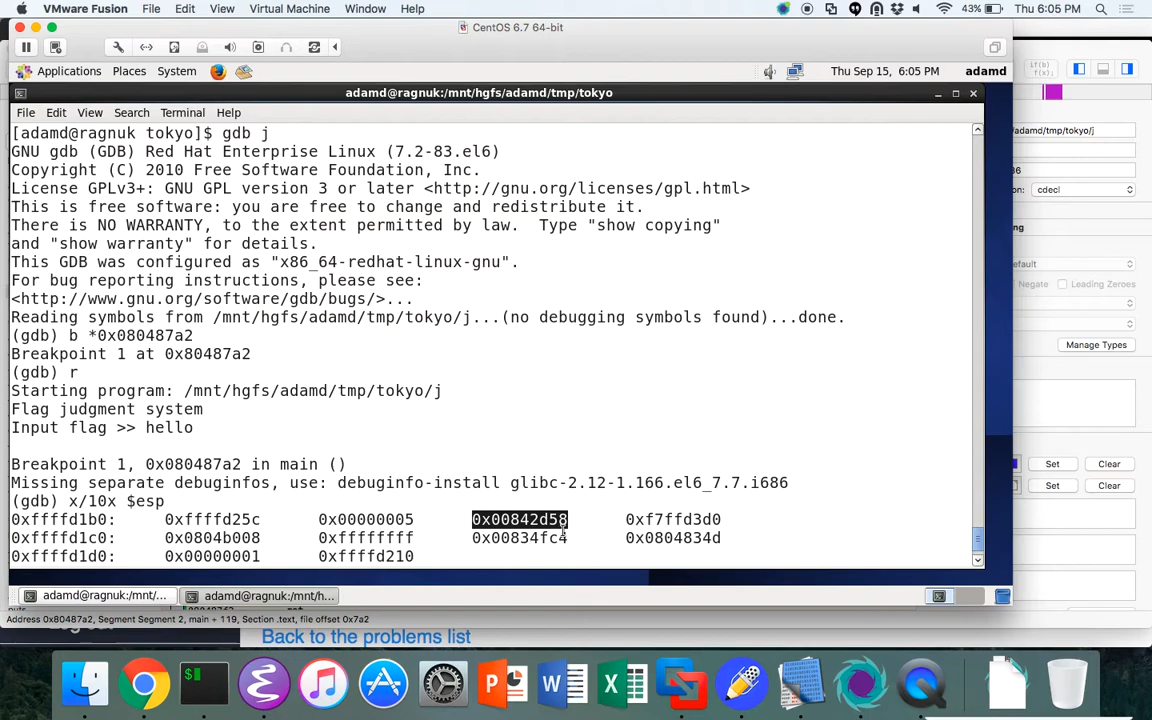 VMware Fusion File Edit View Virtual Machine Window Help 43% Thu 6:05 PM
CentOS 6.7 64-bit
if(b)
f(x);
Applications Places System Thu Sep 15, 6:05 PM adamd
adamd@ragnuk:/mnt/hgfs/adamd/tmp/tokyo
File Edit View Search Terminal Help
[adamd@ragnuk tokyo]$ gdb j
GNU gdb (GDB) Red Hat Enterprise Linux (7.2-83.el6)
Copyright (C) 2010 Free Software Foundation, Inc.
License GPLv3+: GNU GPL version 3 or later <http://gnu.org/licenses/gpl.html>
This is free software: you are free to change and redistribute it.
There is NO WARRANTY, to the extent permitted by law.  Type "show copying"
and "show warranty" for details.
This GDB was configured as "x86_64-redhat-linux-gnu".
For bug reporting instructions, please see:
<http://www.gnu.org/software/gdb/bugs/>...
Reading symbols from /mnt/hgfs/adamd/tmp/tokyo/j...(no debugging symbols found)...done.
(gdb) b *0x080487a2
Breakpoint 1 at 0x80487a2
(gdb) r
Starting program: /mnt/hgfs/adamd/tmp/tokyo/j
Flag judgment system
Input flag >> hello
Breakpoint 1, 0x080487a2 in main ()
Missing separate debuginfos, use: debuginfo-install glibc-2.12-1.166.el6_7.7.i686
(gdb) x/10x $esp
0xffffd1b0: 0xffffd25c 0x00000005 0x00842d58 0xf7ffd3d0
0xffffd1c0: 0x0804b008 0xffffffff 0x00834fc4 0x0804834d
0xffffd1d0: 0x00000001 0xffffd210
adamd@ragnuk:/mnt/... adamd@ragnuk:/mnt/h...
/adamd/tmp/tokyo/j
cdecl
Negate Leading Zeroes
Manage Types
Set Clear
Set Clear
Address 0x80487a2, Segment Segment 2, main + 119, Section .text, file offset 0x7a2
Back to the problems list